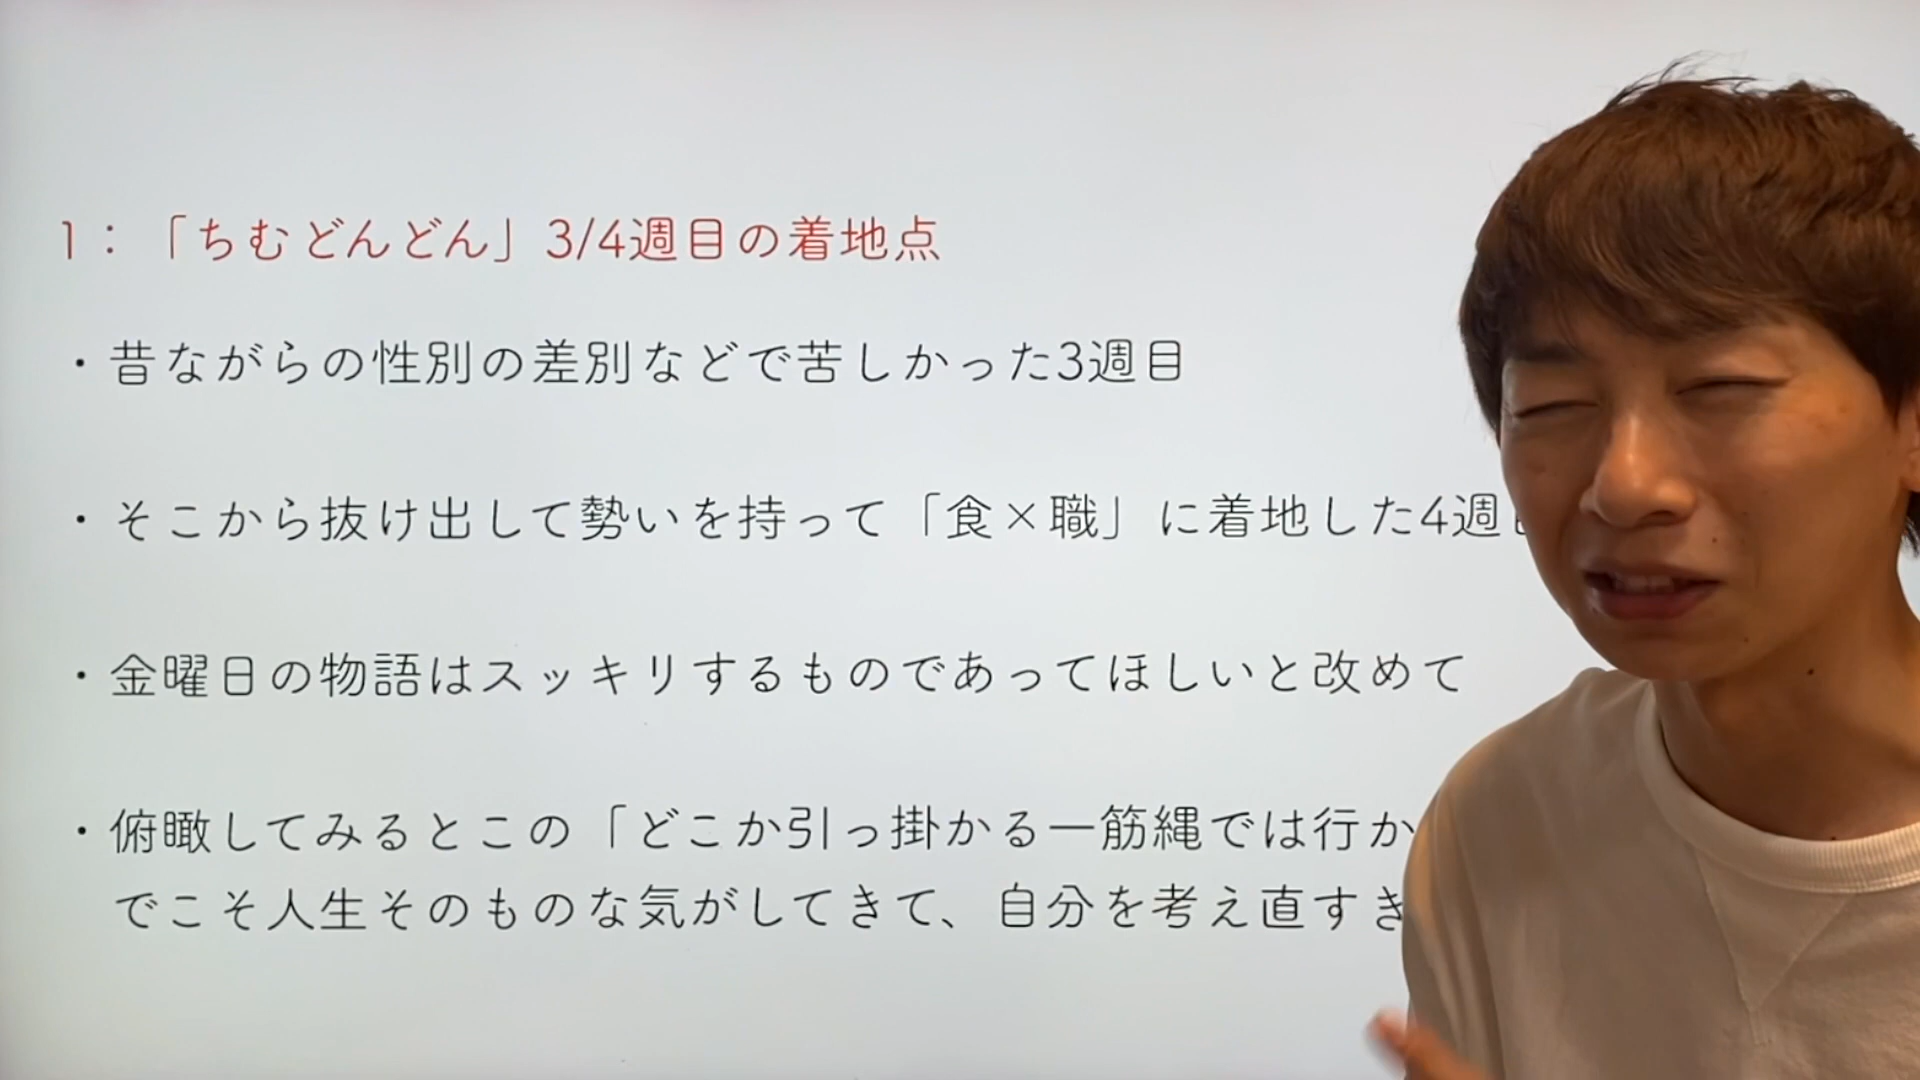 1：「ちむどんどん」3/4週目の着地点
・昔ながらの性別の差別などで苦しかった3週目
・そこから抜け出して勢いを持って「食×職」に着地した4週
・金曜日の物語はスッキリするものであってほしいと改めて
・俯瞰してみるとこの「どこか引っ掛かる一筋縄では行か
でこそ人生そのものな気がしてきて、自分を考え直すき